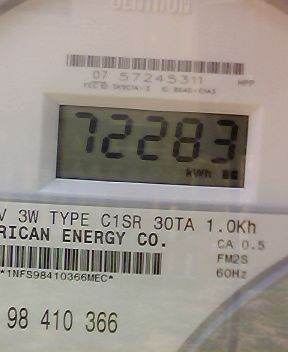 CENTRON
07 57245311
72283
kWh
V 3W TYPE C1SR 30TA 1.0Kh
RICAN ENERGY CO.
CA 0.5
FM2S
*1NFS98410366MEC*
60Hz
98 410 366